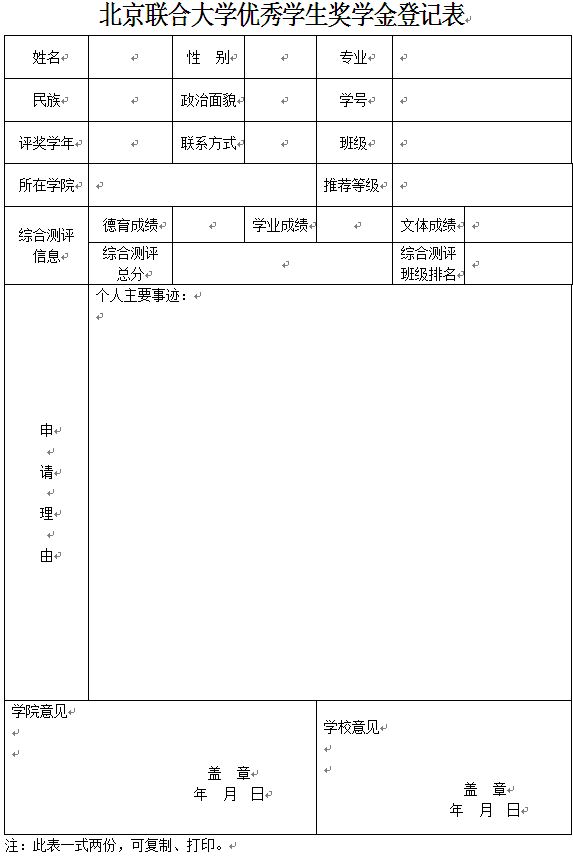 北京联合大学优秀学生奖学金登记表
姓名 性 别 专业
民族 政治面貌 学号
评奖学年 联系方式 班级
所在学院 推荐等级
综合测评
信息
德育成绩 学业成绩 文体成绩
综合测评
总分
综合测评
班级排名
个人主要事迹：
申
请
理
由
学院意见
盖 章
年 月 日
学校意见
盖 章
年 月 日
注：此表一式两份，可复制、打印。